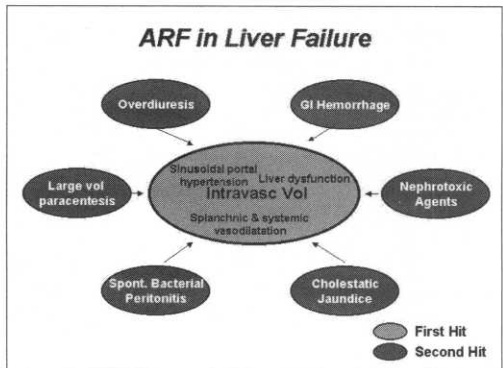 ARF in Liver Failure
Overdiuresis
GI Hemorrhage
Sinusoidal portal
hypertension
Liver dysfunction
Intravasc Vol
Splanchnic & systemic
vasodilatation
Large vol
paracentesis
Nephrotoxic
Agents
Spont. Bacterial
Peritonitis
Cholestatic
Jaundice
First Hit
Second Hit